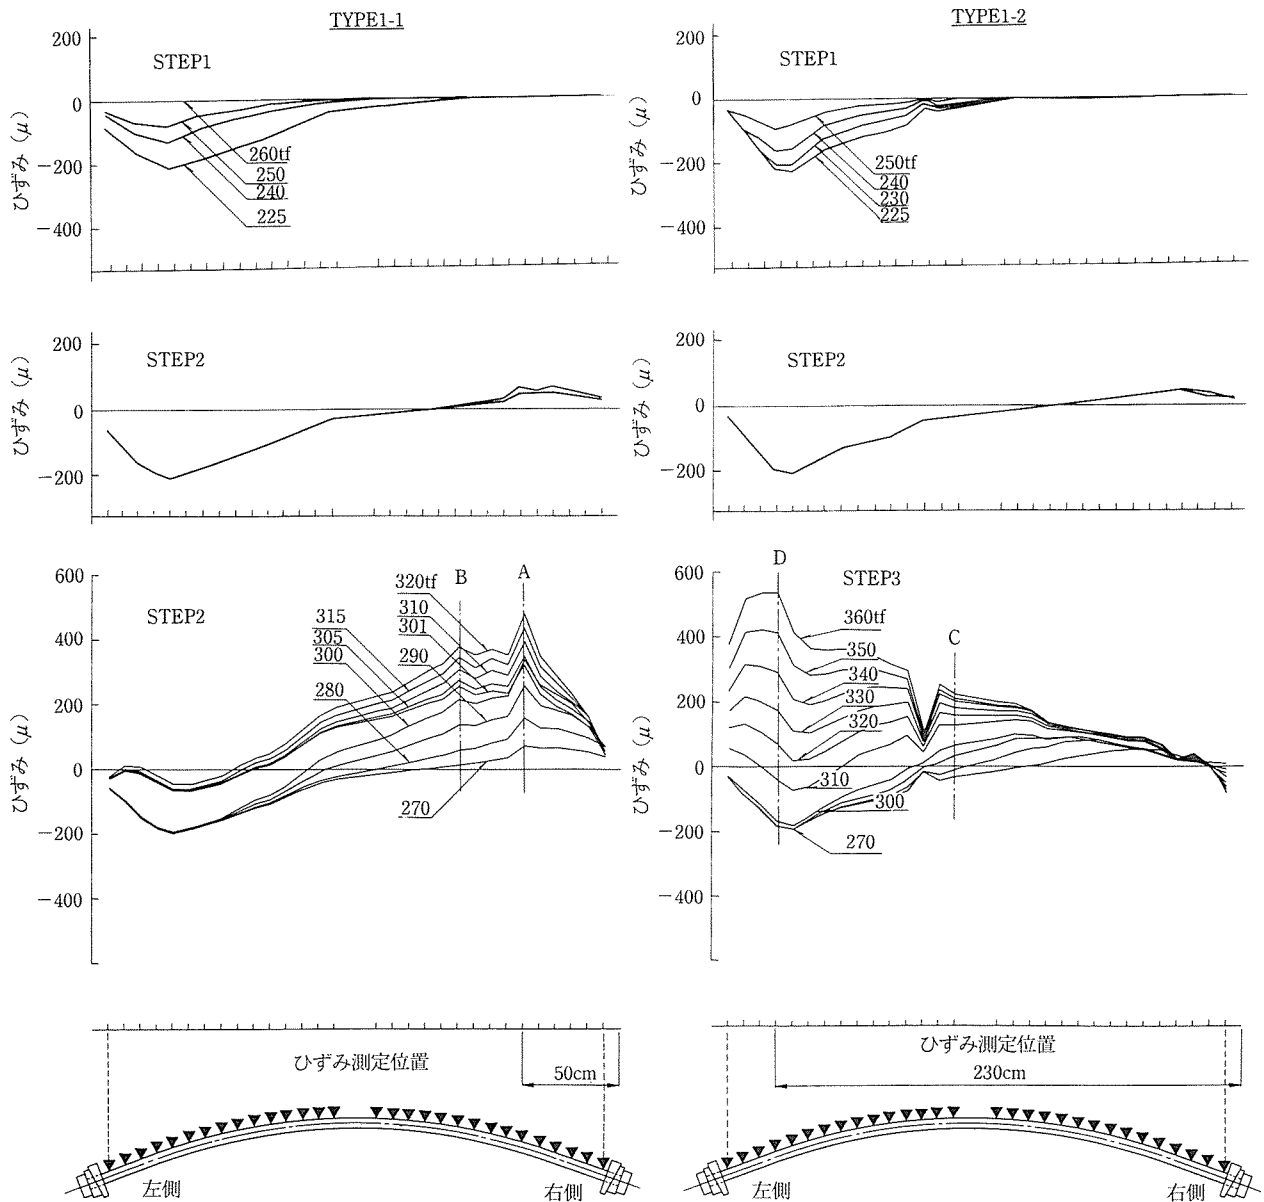 TYPE1-1
200
0
−200
−400
ひずみ（μ）
STEP1
260tf
250
240
225
TYPE1-2
200
0
−200
−400
ひずみ（μ）
STEP1
250tf
240
230
225
200
0
−200
ひずみ（μ）
STEP2
200
0
−200
ひずみ（μ）
STEP2
600
400
200
0
−200
−400
ひずみ（μ）
STEP2
320tf
315
310
305
301
300
290
280
270
B
A
600
400
200
0
−200
−400
ひずみ（μ）
STEP3
D
C
360tf
350
340
330
320
310
300
270
ひずみ測定位置
50cm
左側
右側
ひずみ測定位置
230cm
左側
右側